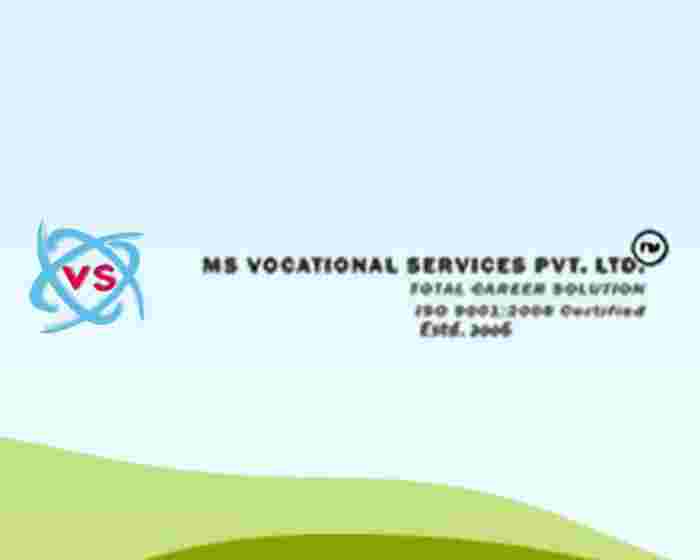 VS
MS VOCATIONAL SERVICES PVT. LTD.
TOTAL CAREER SOLUTION
ISO 9001:2008 Certified
Estd. 2006